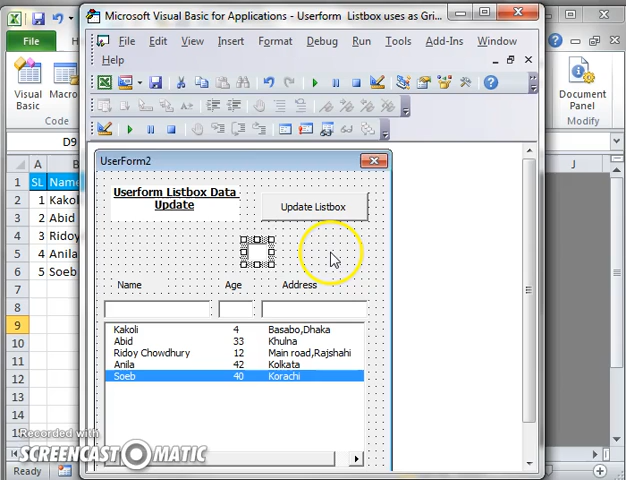 Microsoft Visual Basic for Applications - Userform Listbox uses as Gri...
File Edit View Insert Format Debug Run Tools Add-Ins Window
Help
File
Visual
Basic
Macro
Code
Document
Panel
Modify
D9
J
A
1 SL Name
2 1 Kakol
3 2 Abid
4 3 Ridoy
5 4 Anila
6 5 Soeb
7
8
9
10
11
12
13
14
15
UserForm2
Userform Listbox Data
Update
Update Listbox
Name Age Address
Kakoli 4 Basabo,Dhaka
Abid 33 Khulna
Ridoy Chowdhury 12 Main road,Rajshahi
Anila 42 Kolkata
Soeb 40 Korachi
Recorded with
SCREENCAST-O-MATIC
Ready